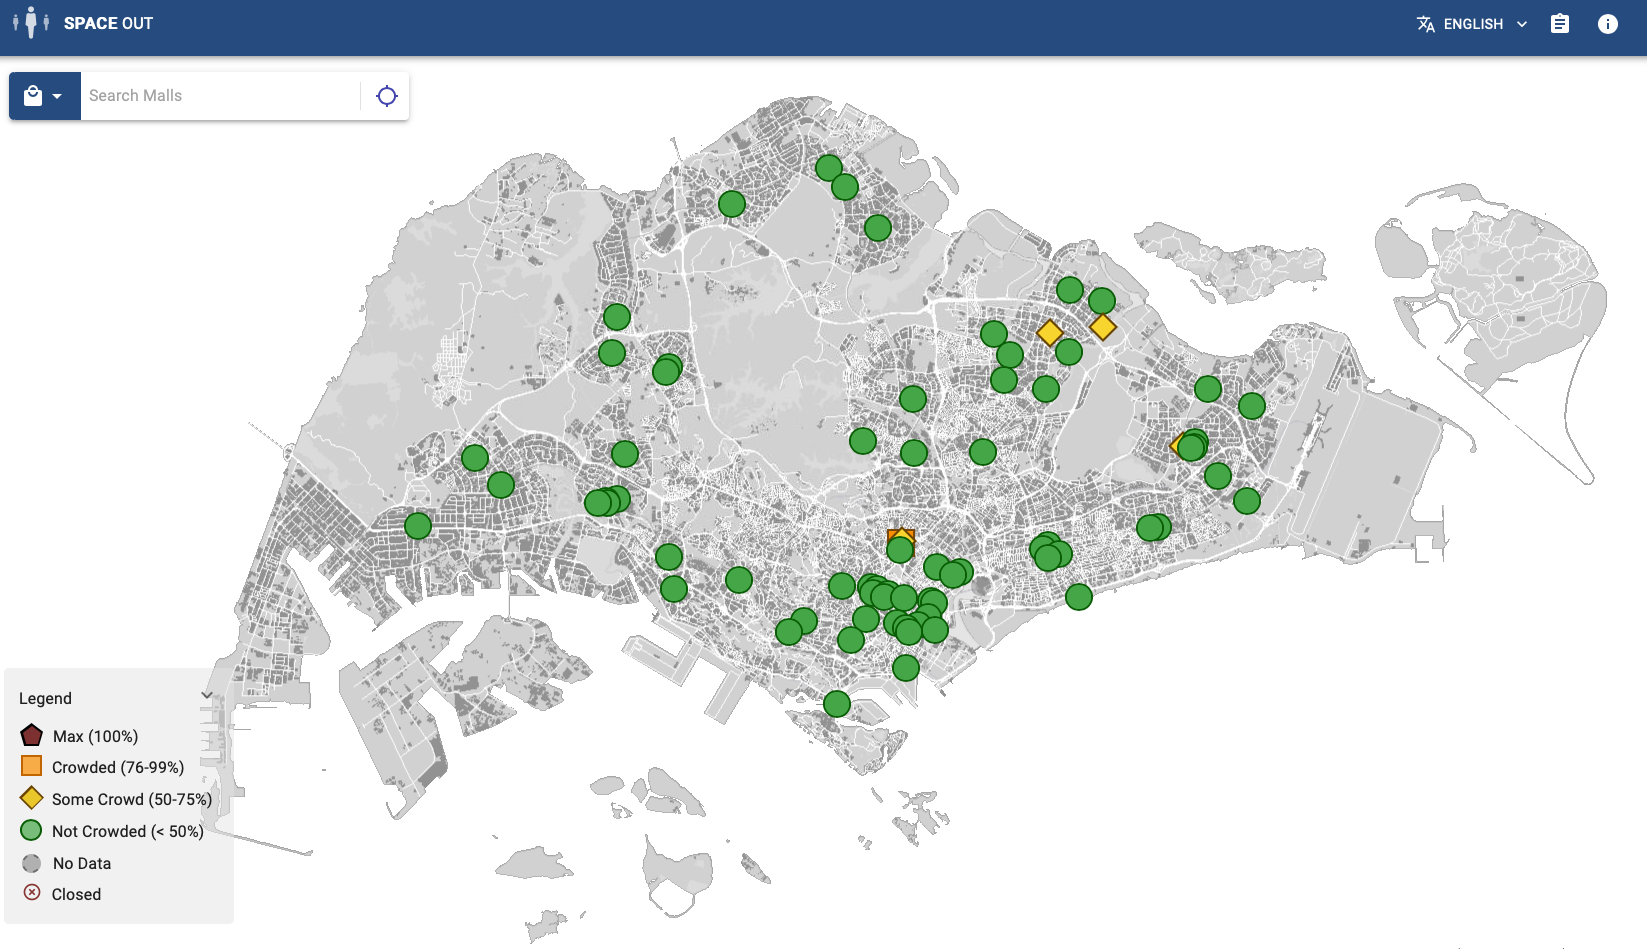 SPACE OUT
ENGLISH
Search Malls
Legend
Max (100%)
Crowded (76-99%)
Some Crowd (50-75%)
Not Crowded (< 50%)
No Data
Closed